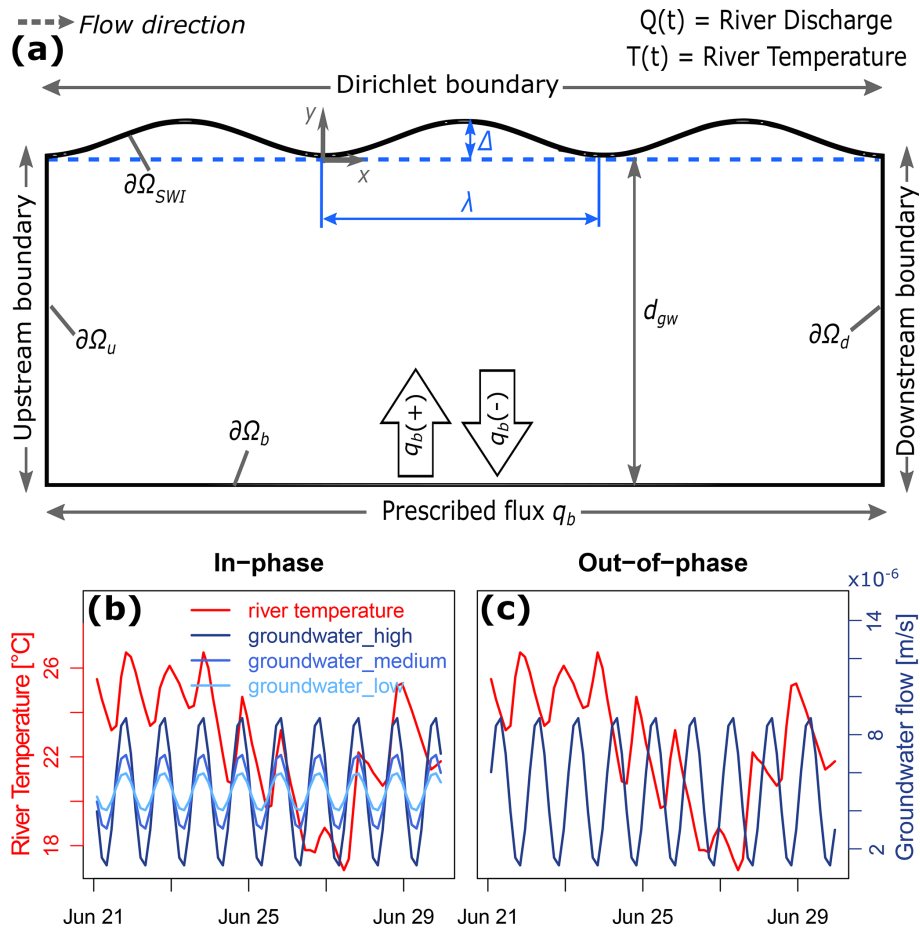 Flow direction
Q(t) = River Discharge
(a)
T(t) = River Temperature
Dirichlet boundary
y
Δ
x
∂Ω_SWI
λ
Upstream boundary
∂Ω_u
d_gw
∂Ω_d
Downstream boundary
q_b(+)
q_b(-)
∂Ω_b
Prescribed flux q_b
In−phase
Out−of−phase
x10^-6
(b)
river temperature
groundwater_high
groundwater_medium
groundwater_low
(c)
River Temperature [°C]
26
22
18
14
8
2
Groundwater flow [m/s]
Jun 21
Jun 25
Jun 29
Jun 21
Jun 25
Jun 29